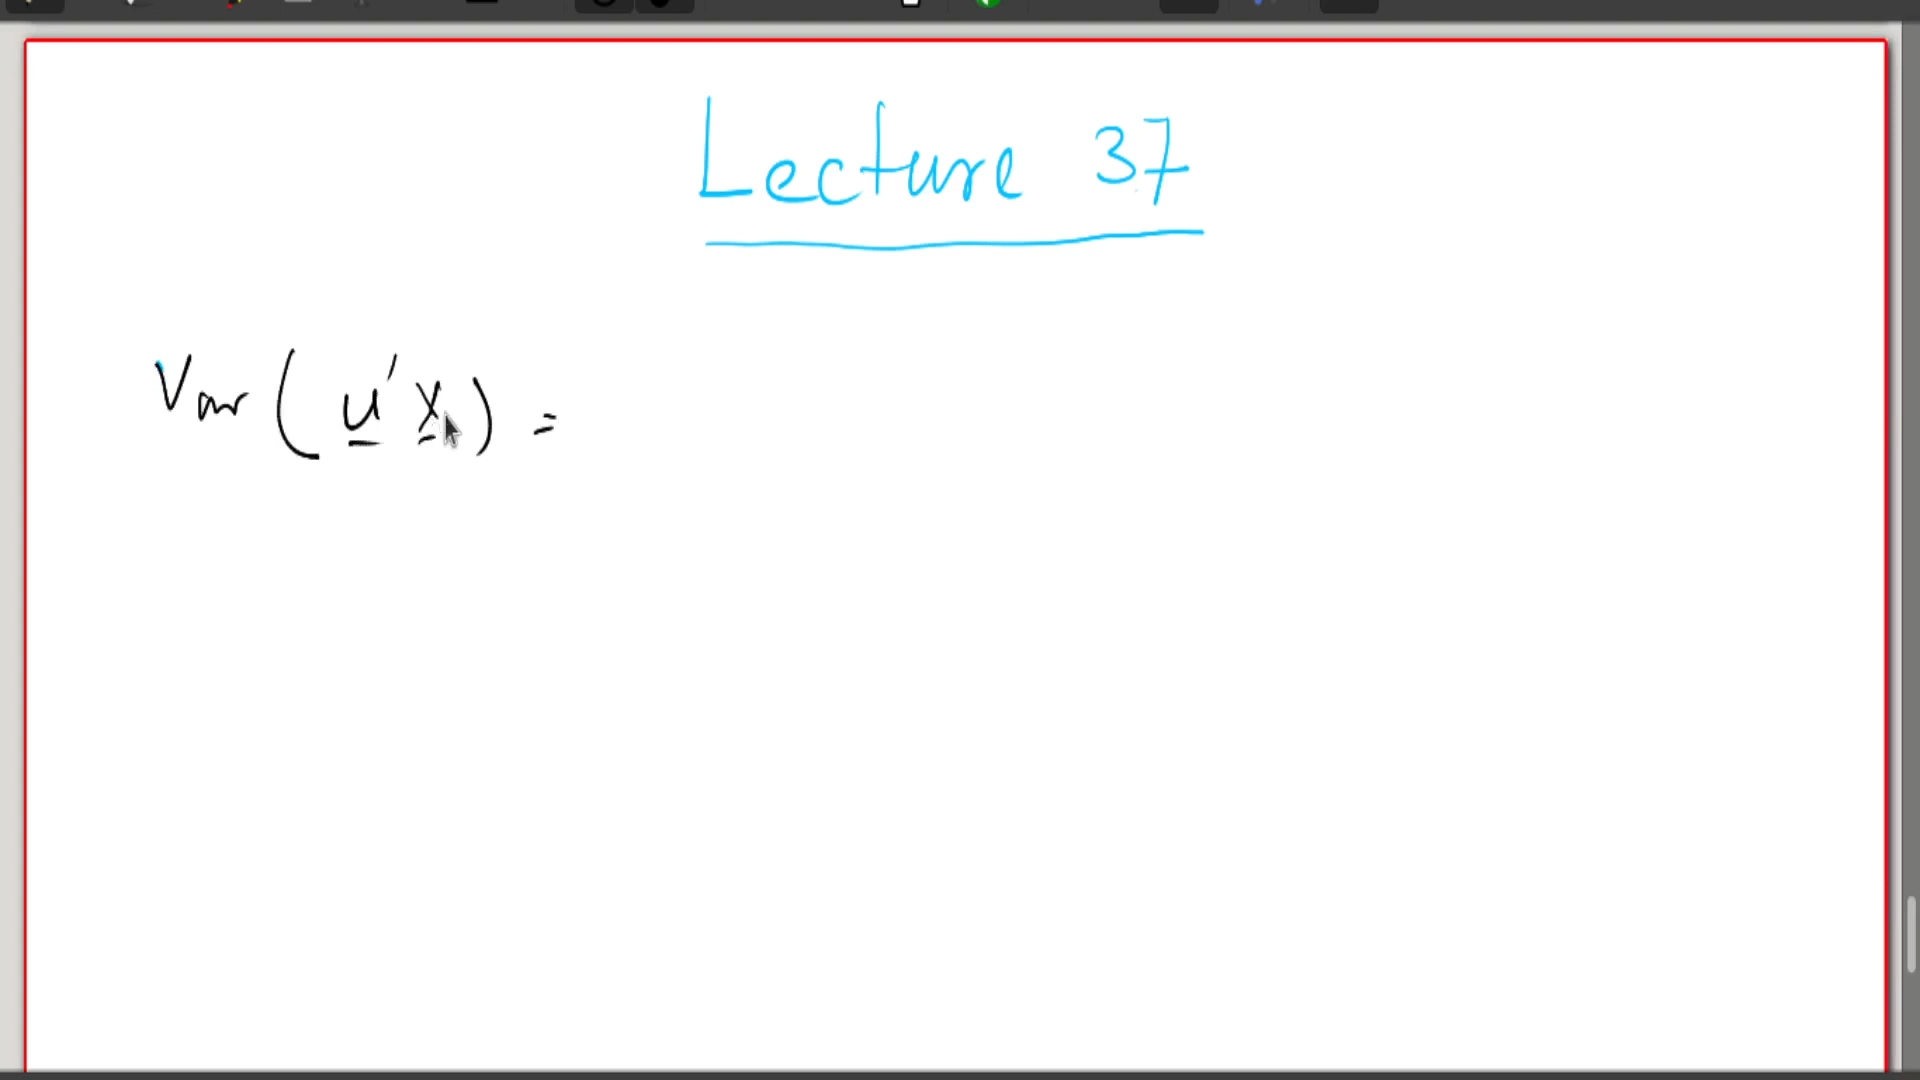 Lecture 37
Var ( u' x ) =